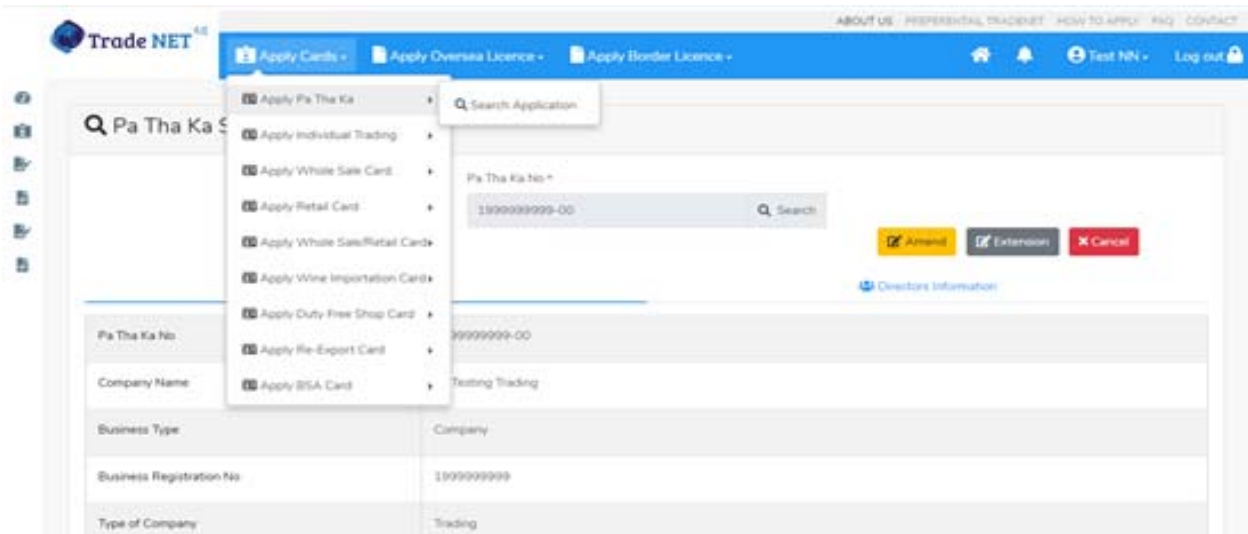 ABOUT US PREFERENTIAL TRADENET HOW TO APPLY FAQ CONTACT
Trade NET
Apply Cards Apply Oversea Licence Apply Border Licence Test NN Log out
Apply Pa Tha Ka
Search Application
Pa Tha Ka S
Apply Individual Trading
Apply Whole Sale Card
Pa Tha Ka No *
Apply Retail Card
1999999999-00 Search
Apply Whole Sale/Retail Card
Amend Extension Cancel
Apply Wine Importation Card
Directors Information
Apply Duty Free Shop Card
Pa Tha Ka No 99999999-00
Apply Re-Export Card
Company Name Testing Trading
Apply BSA Card
Business Type Company
Business Registration No 1999999999
Type of Company Trading